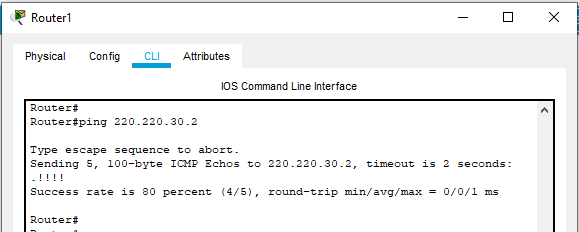 Router1
Physical Config CLI Attributes
IOS Command Line Interface
Router#
Router#ping 220.220.30.2
Type escape sequence to abort.
Sending 5, 100-byte ICMP Echos to 220.220.30.2, timeout is 2 seconds:
.!!!!
Success rate is 80 percent (4/5), round-trip min/avg/max = 0/0/1 ms
Router#